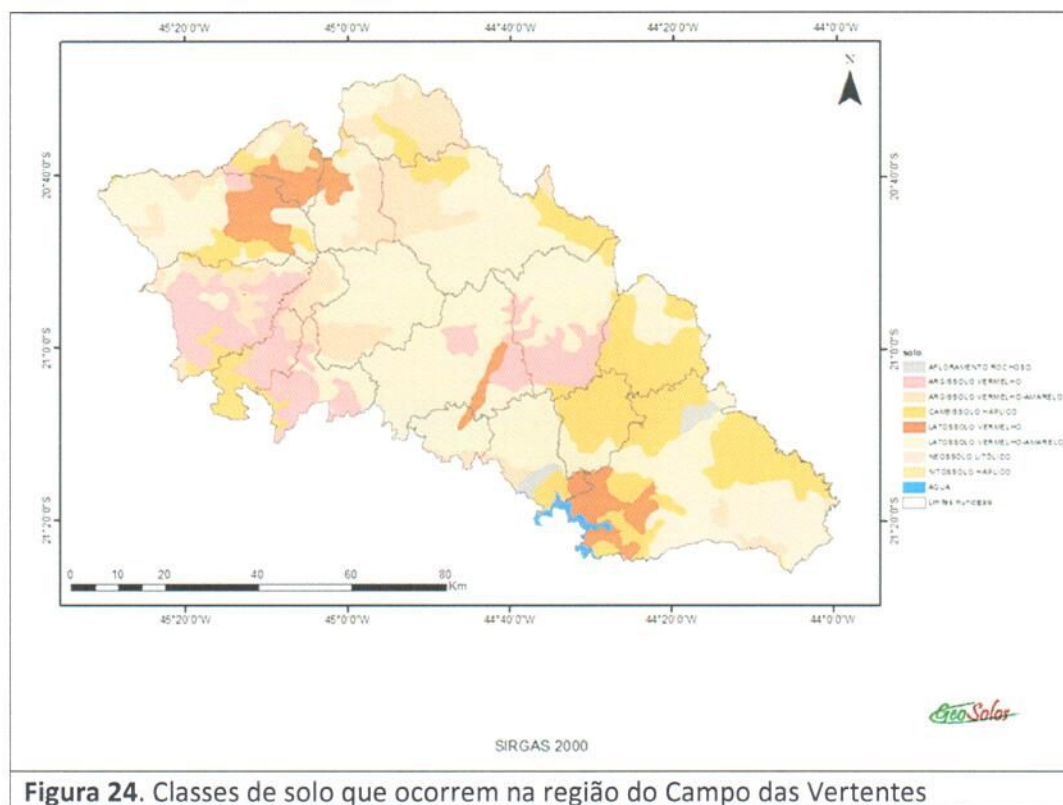 45°20'0"W 45°0'0"W 44°40'0"W 44°20'0"W 44°0'0"W
N
20°40'0"S 20°40'0"S
21°0'0"S 21°0'0"S
21°20'0"S 21°20'0"S
solo
AFLORAMENTO ROCHOSO
ARGISSOLO VERMELHO
ARGISSOLO VERMELHO-AMARELO
CAMBISSOLO HÁPLICO
LATOSSOLO VERMELHO
LATOSSOLO VERMELHO-AMARELO
NEOSSOLO LITÓLICO
NITOSSOLO HÁPLICO
ÁGUA
Limites municipais
0 10 20 40 60 80
Km
45°20'0"W 45°0'0"W 44°40'0"W 44°20'0"W 44°0'0"W
GeoSolos
SIRGAS 2000
Figura 24. Classes de solo que ocorrem na região do Campo das Vertentes